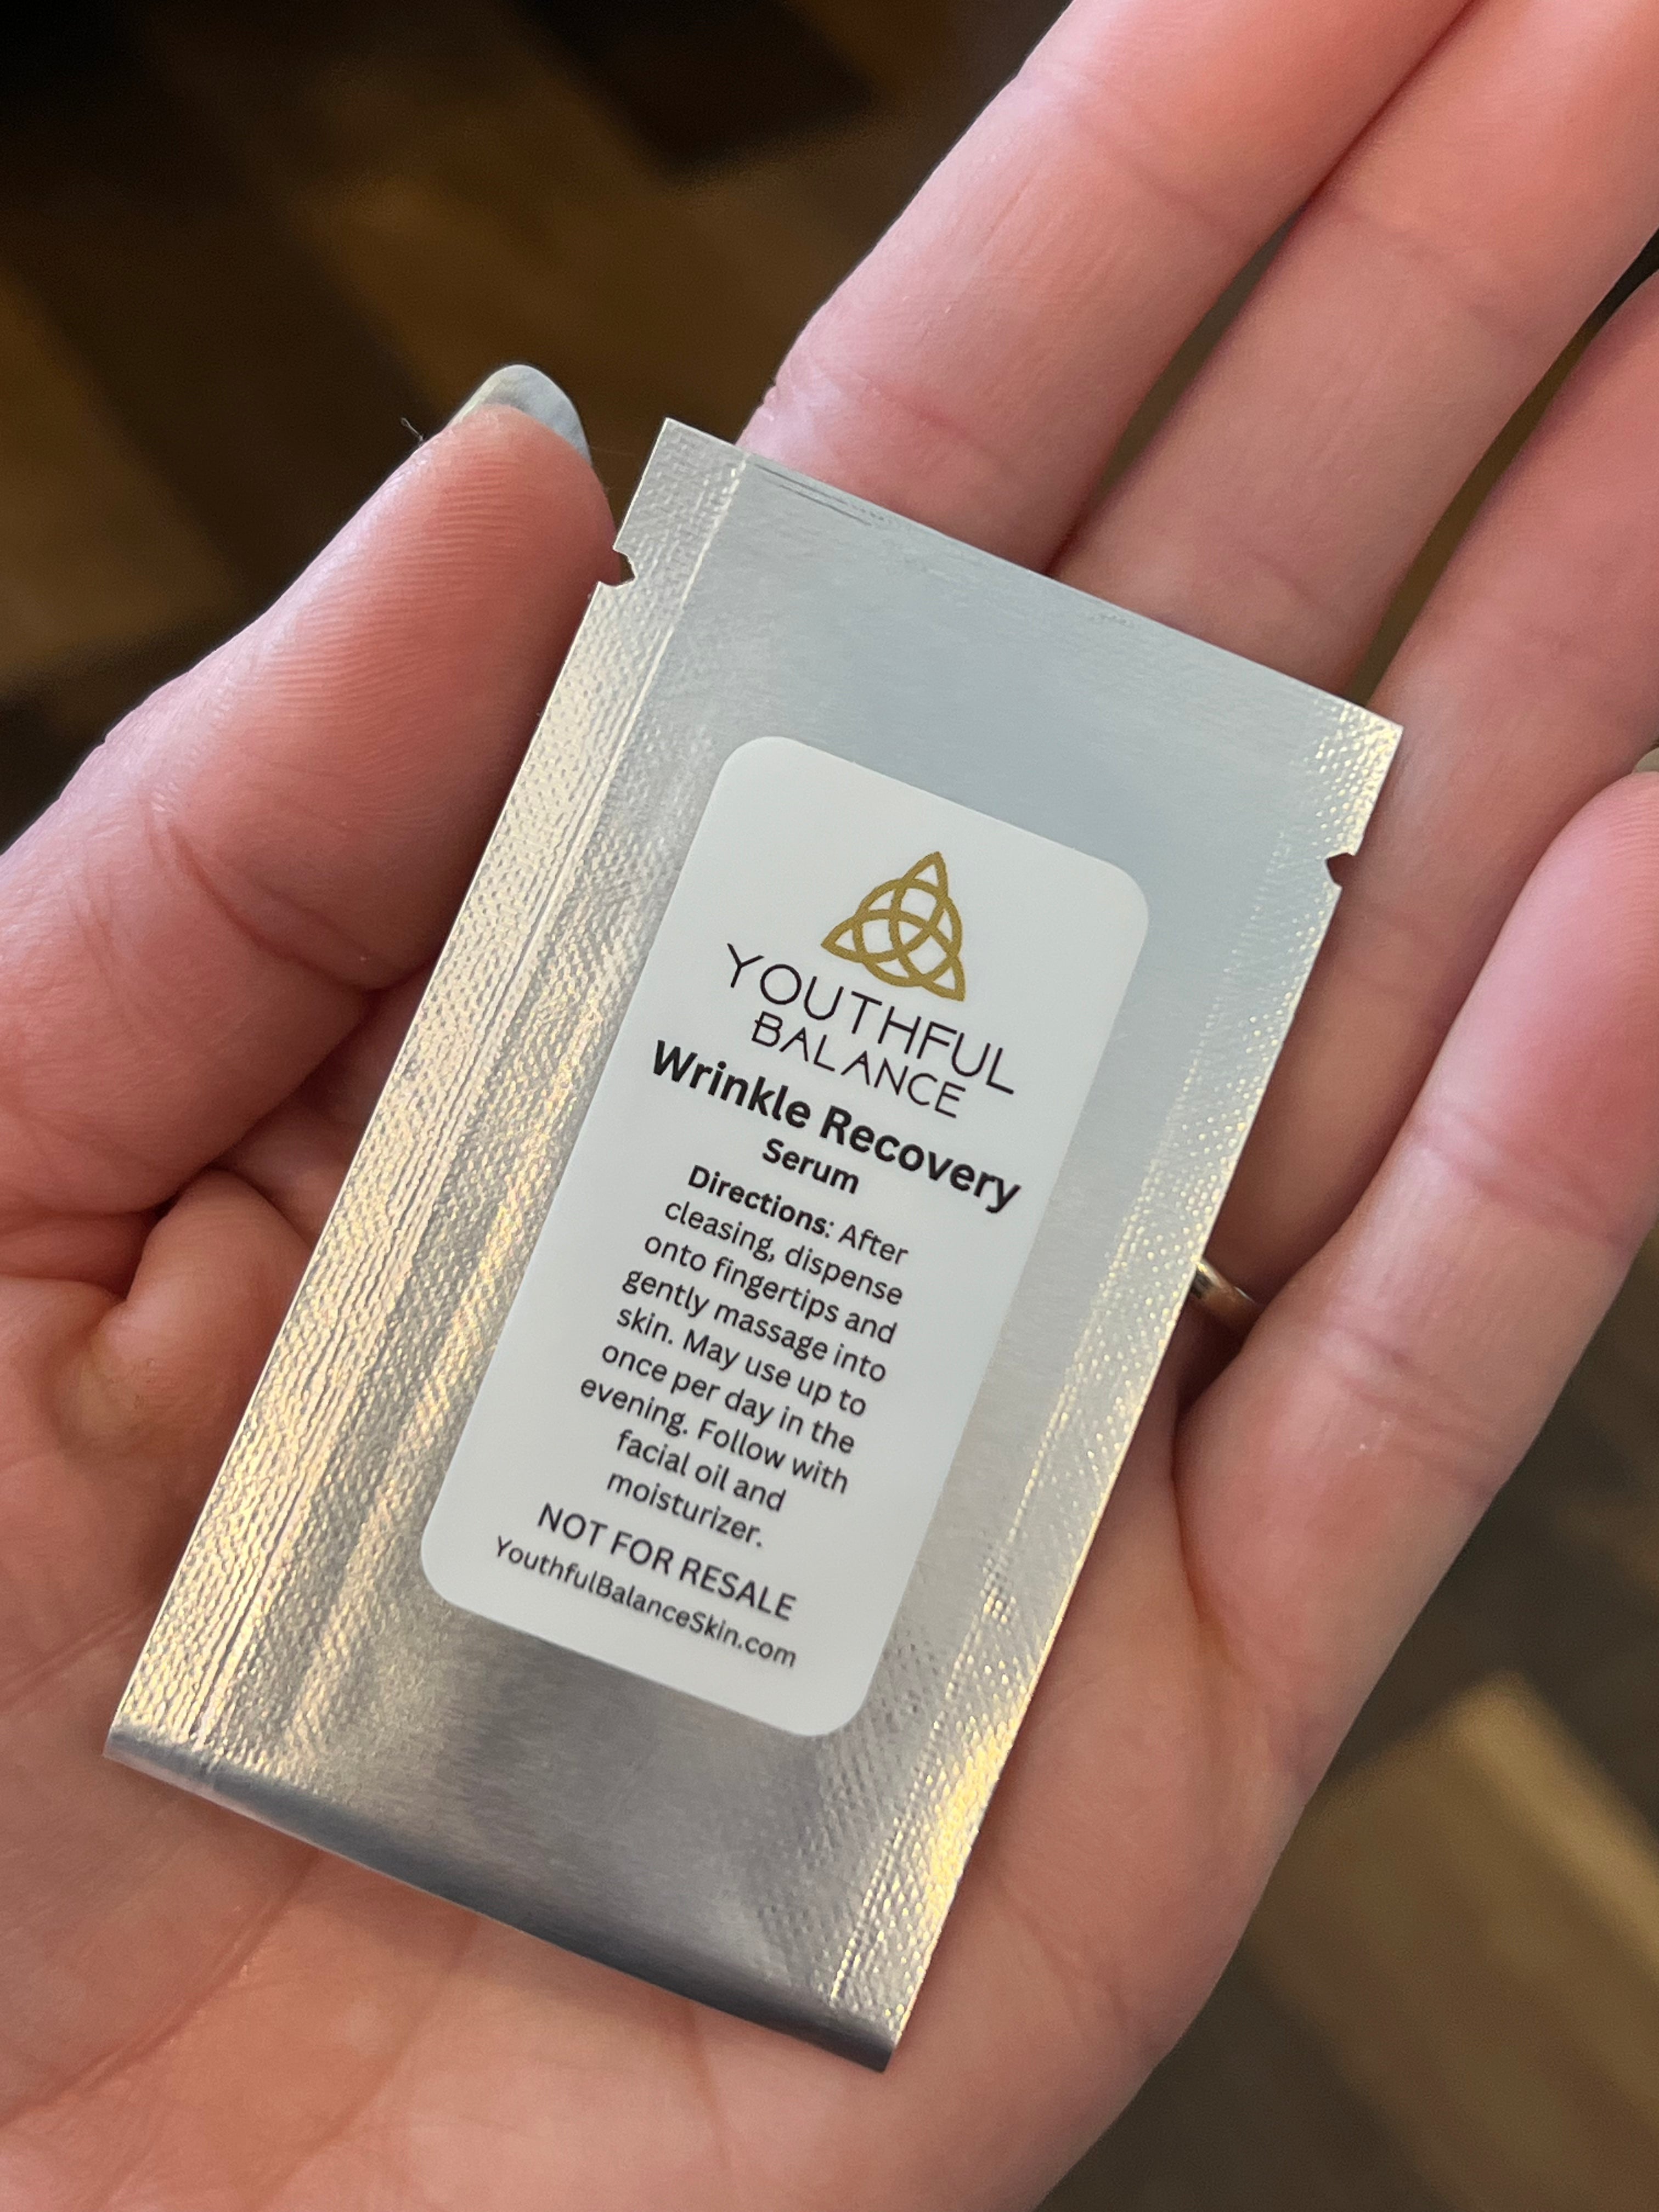 YOUTHFUL
BALANCE
Wrinkle Recovery
Serum
Directions: After
cleasing, dispense
onto fingertips and
gently massage into
skin. May use up to
once per day in the
evening. Follow with
facial oil and
moisturizer.
NOT FOR RESALE
YouthfulBalanceSkin.com